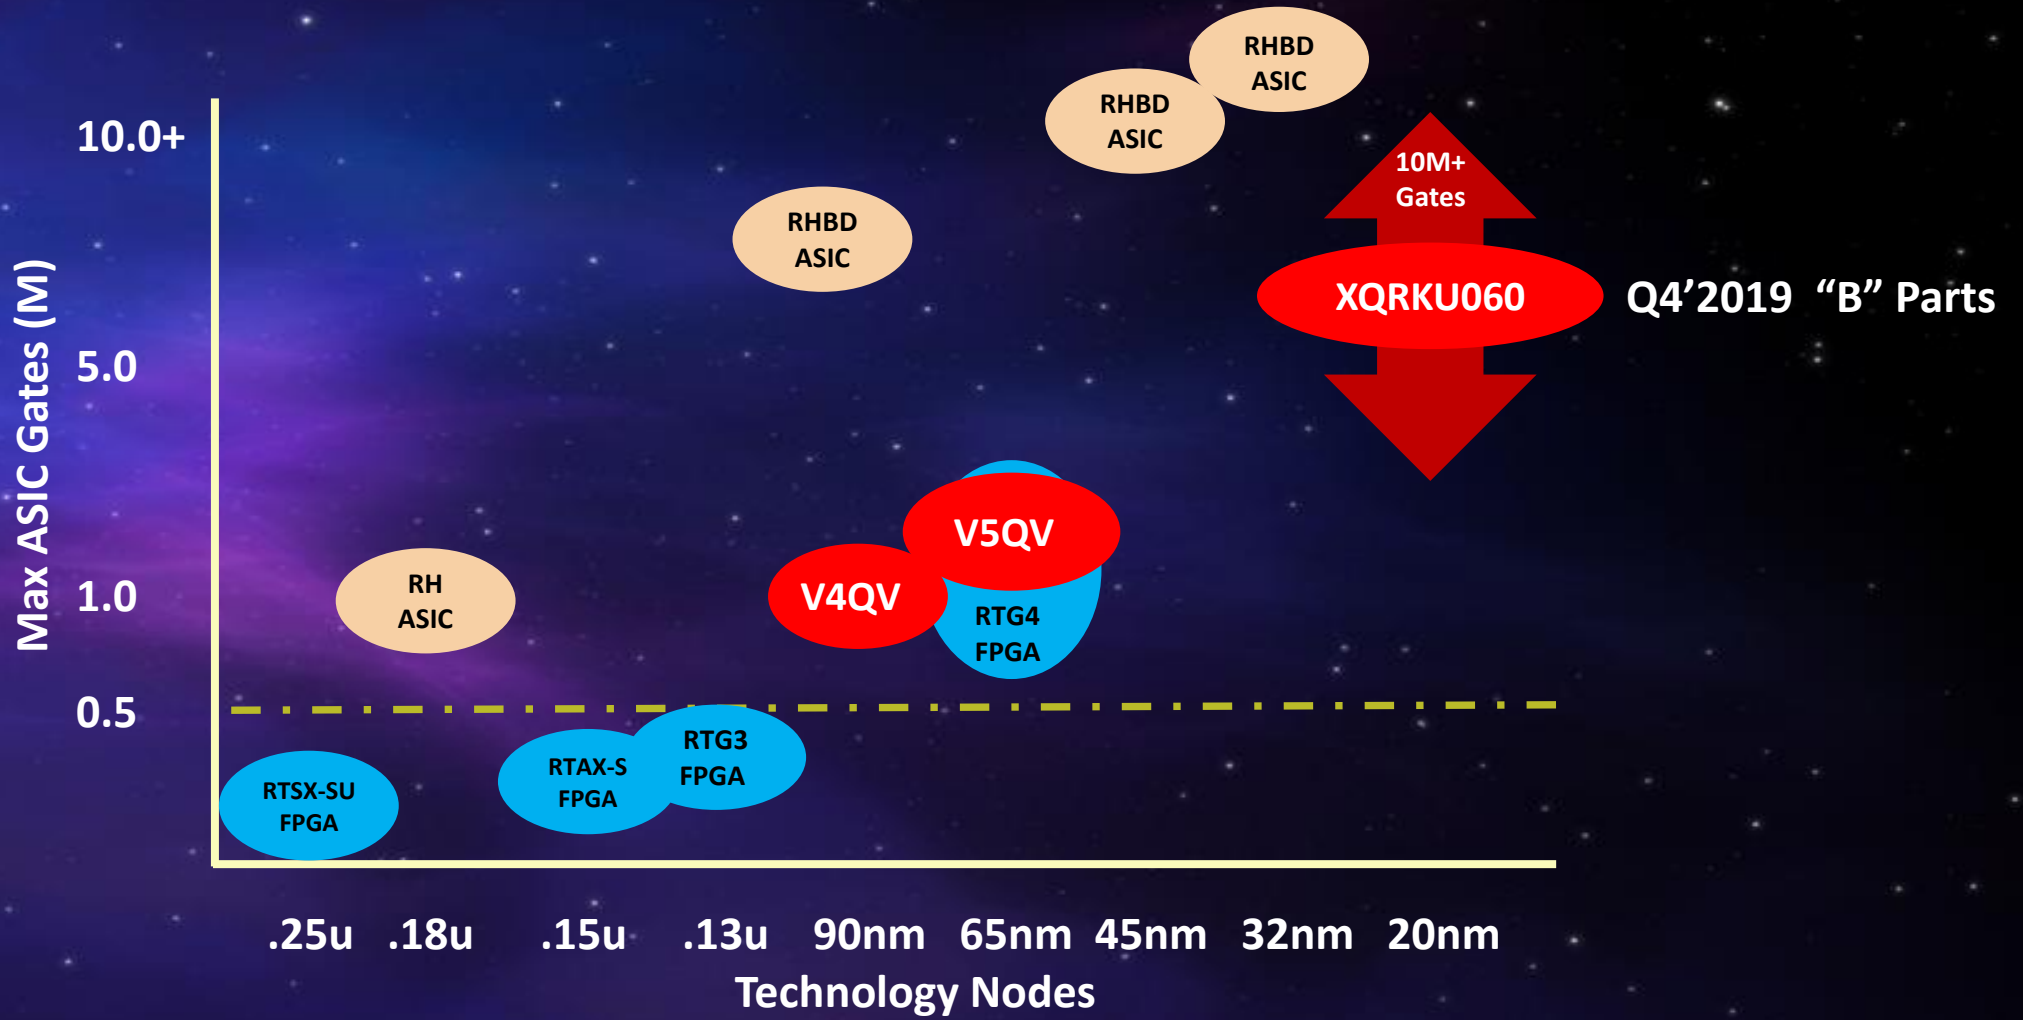 RHBD
ASIC
RHBD
ASIC
10.0+
10M+
Gates
RHBD
ASIC
XQRKU060
Q4’2019 “B” Parts
Max ASIC Gates (M)
5.0
V5QV
RH
ASIC
1.0
V4QV
RTG4
FPGA
0.5
RTG3
FPGA
RTAX-S
FPGA
RTSX-SU
FPGA
.25u .18u .15u .13u 90nm 65nm 45nm 32nm 20nm
Technology Nodes